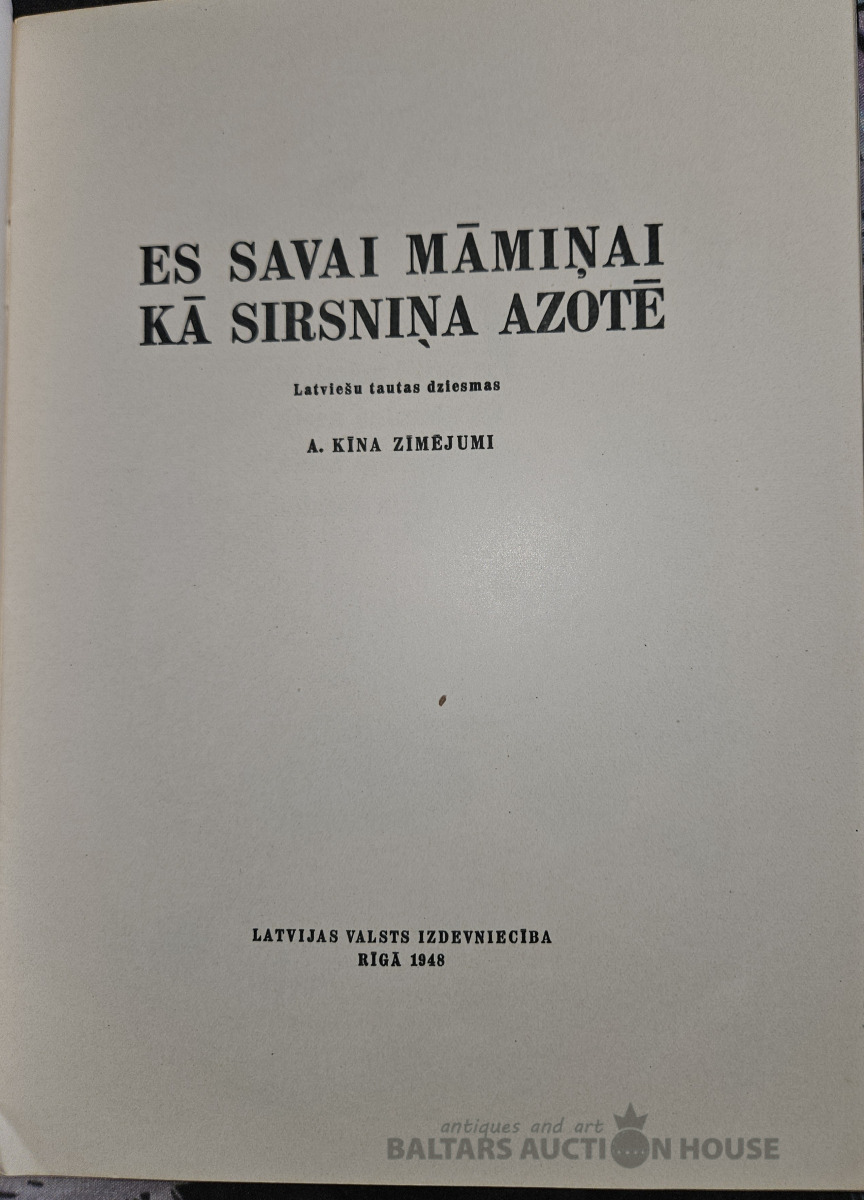 ES SAVAI MĀMIŅAI
KĀ SIRSNIŅA AZOTĒ
Latviešu tautas dziesmas
A. KĪNA ZĪMĒJUMI
LATVIJAS VALSTS IZDEVNIECĪBA
RĪGĀ 1948
antiques and art
BALTARS AUCTION HOUSE